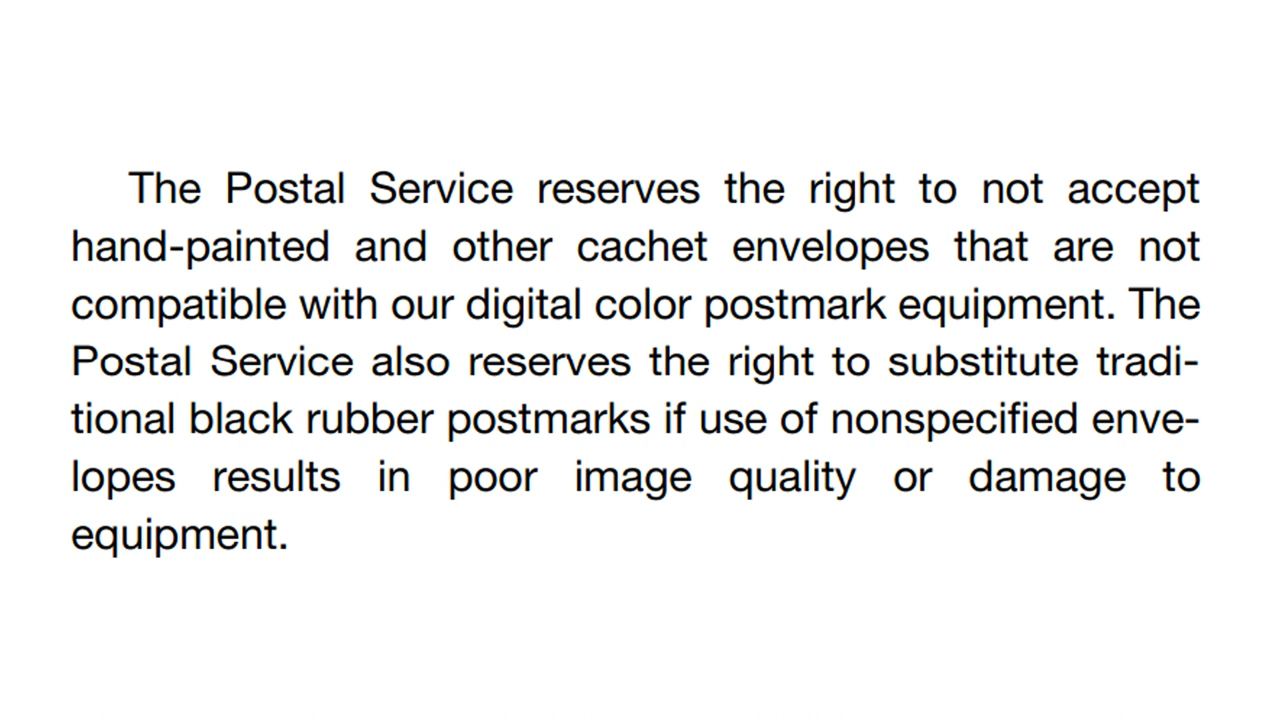 The Postal Service reserves the right to not accept
hand-painted and other cachet envelopes that are not
compatible with our digital color postmark equipment. The
Postal Service also reserves the right to substitute tradi-
tional black rubber postmarks if use of nonspecified enve-
lopes results in poor image quality or damage to
equipment.